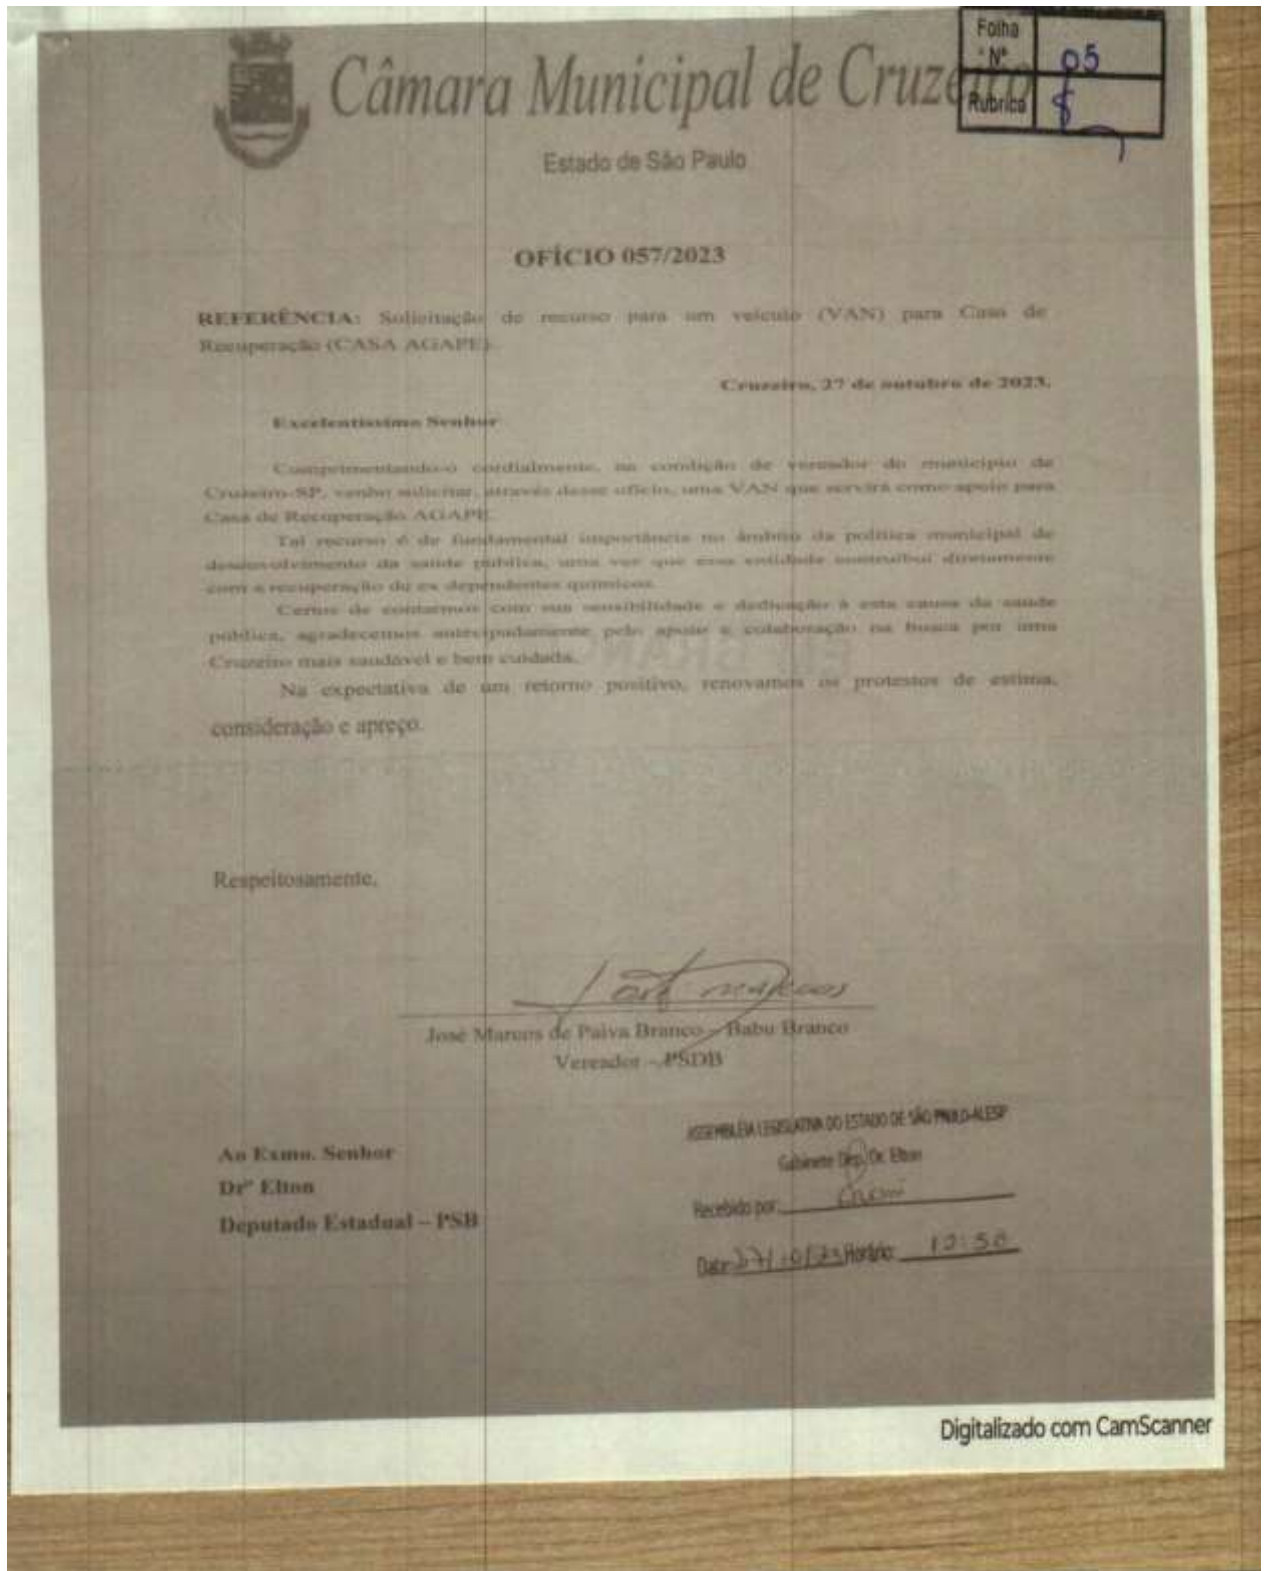 Folha
Nº 05
Rubrica
Câmara Municipal de Cruzeiro
Estado de São Paulo
OFÍCIO 057/2023
REFERÊNCIA: Solicitação de recurso para um veículo (VAN) para Casa de
Recuperação (CASA AGAPE).
Cruzeiro, 27 de outubro de 2023.
Excelentíssimo Senhor
Cumprimentando-o cordialmente, na condição de vereador do município de
Cruzeiro-SP, venho solicitar, através desse ofício, uma VAN que servirá como apoio para
Casa de Recuperação AGAPE.
Tal recurso é de fundamental importância no âmbito da política municipal de
desenvolvimento da saúde pública, uma vez que essa entidade contribui diretamente
com a recuperação de ex dependentes químicos.
Certos de contarmos com sua sensibilidade e dedicação à esta causa da saúde
pública, agradecemos antecipadamente pelo apoio e colaboração na busca por uma
Cruzeiro mais saudável e bem cuidada.
Na expectativa de um retorno positivo, renovamos os protestos de estima,
consideração e apreço.
Respeitosamente,
José Marcos
José Marcos de Paiva Branco – Babu Branco
Vereador – PSDB
Ao Exmo. Senhor
Drº Elton
Deputado Estadual – PSB
ASSEMBLEIA LEGISLATIVA DO ESTADO DE SÃO PAULO-ALESP
Gabinete Dep. Dr. Elton
Recebido por:
Data: 27/10/23 Horário: 12:50
Digitalizado com CamScanner